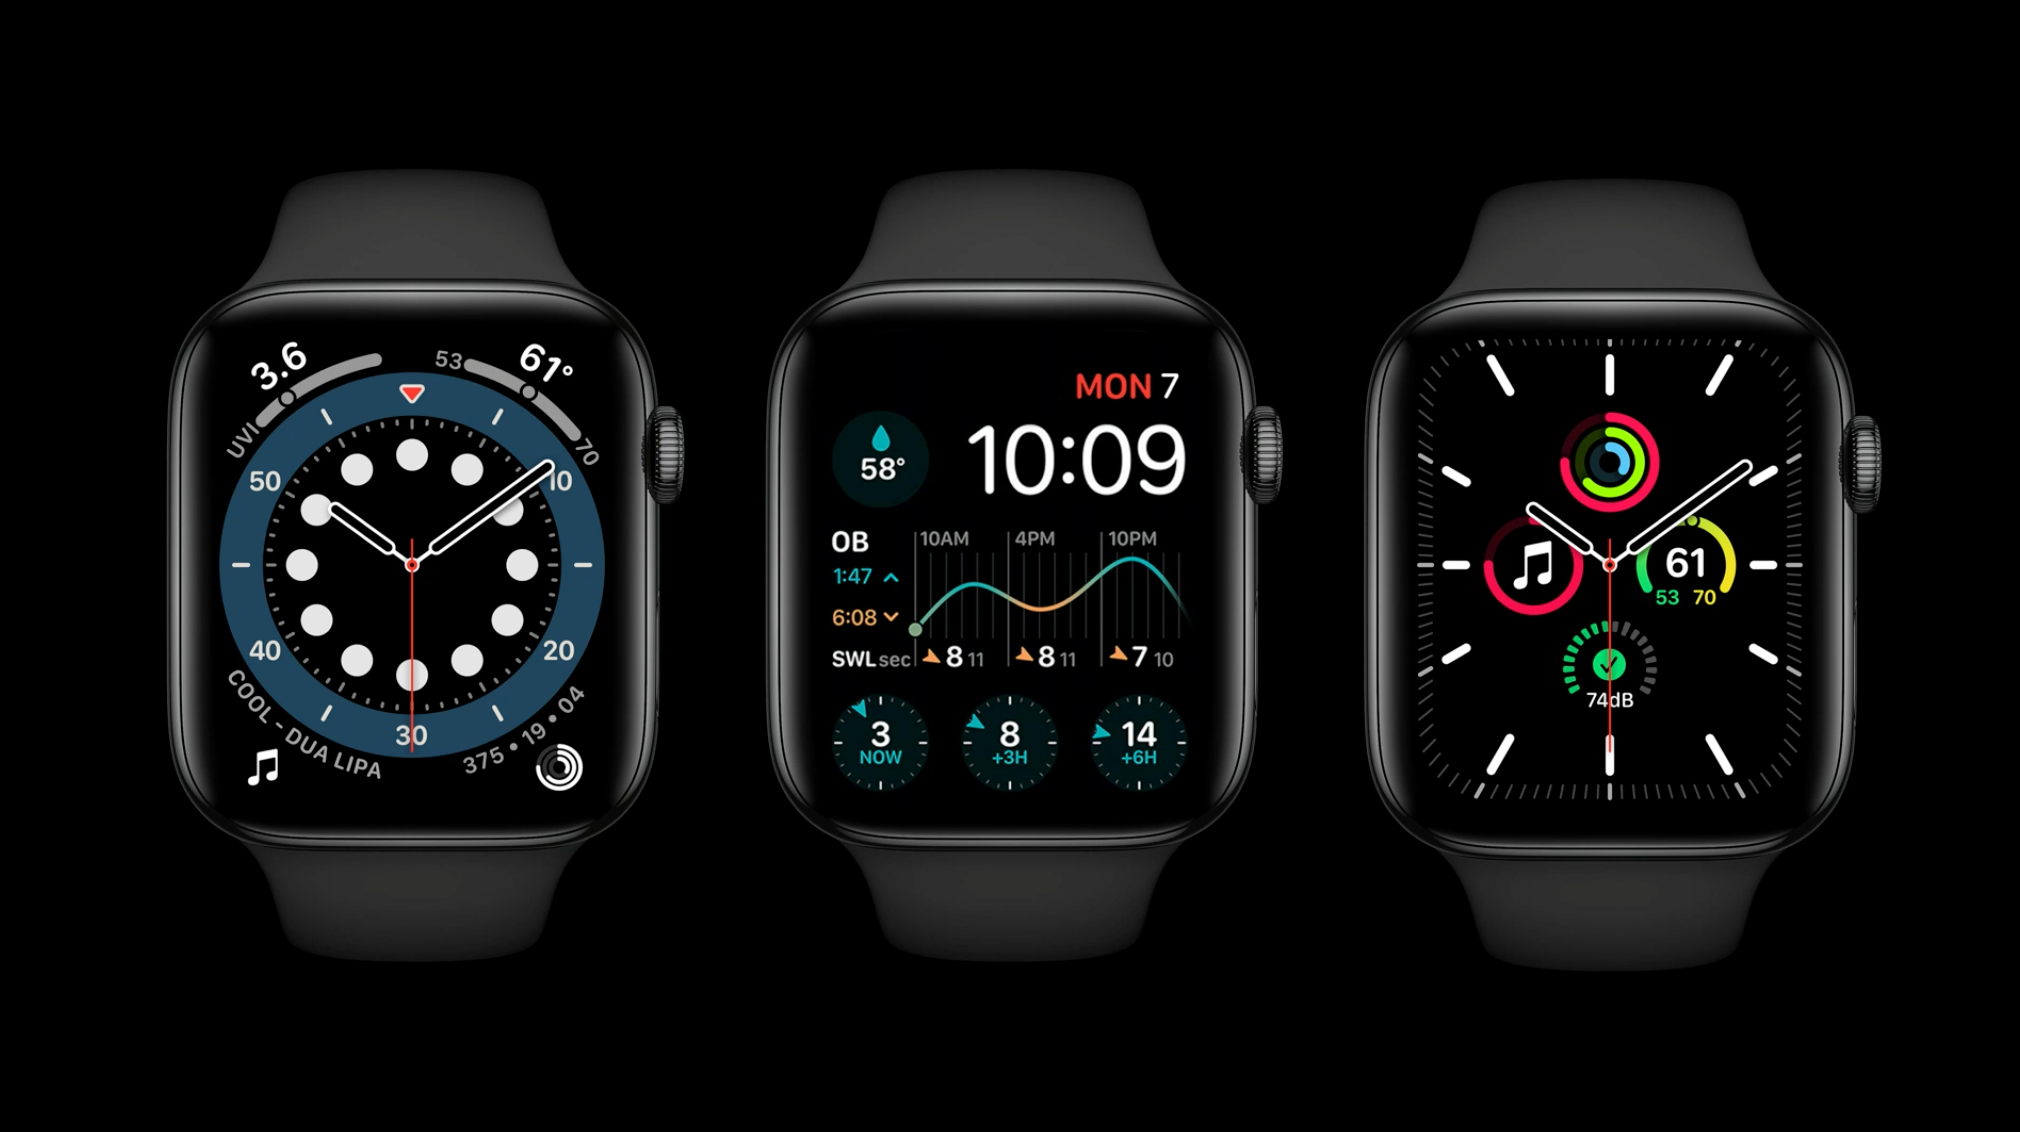 3.6
UVI
53
61°
70
50
10
40
20
30
COOL - DUA LIPA
375 • 19 • 04
MON 7
58°
10:09
OB
10AM 4PM 10PM
1:47
6:08
SWL sec 8 11 8 11 7 10
3 8 14
NOW +3H +6H
61
53 70
74dB